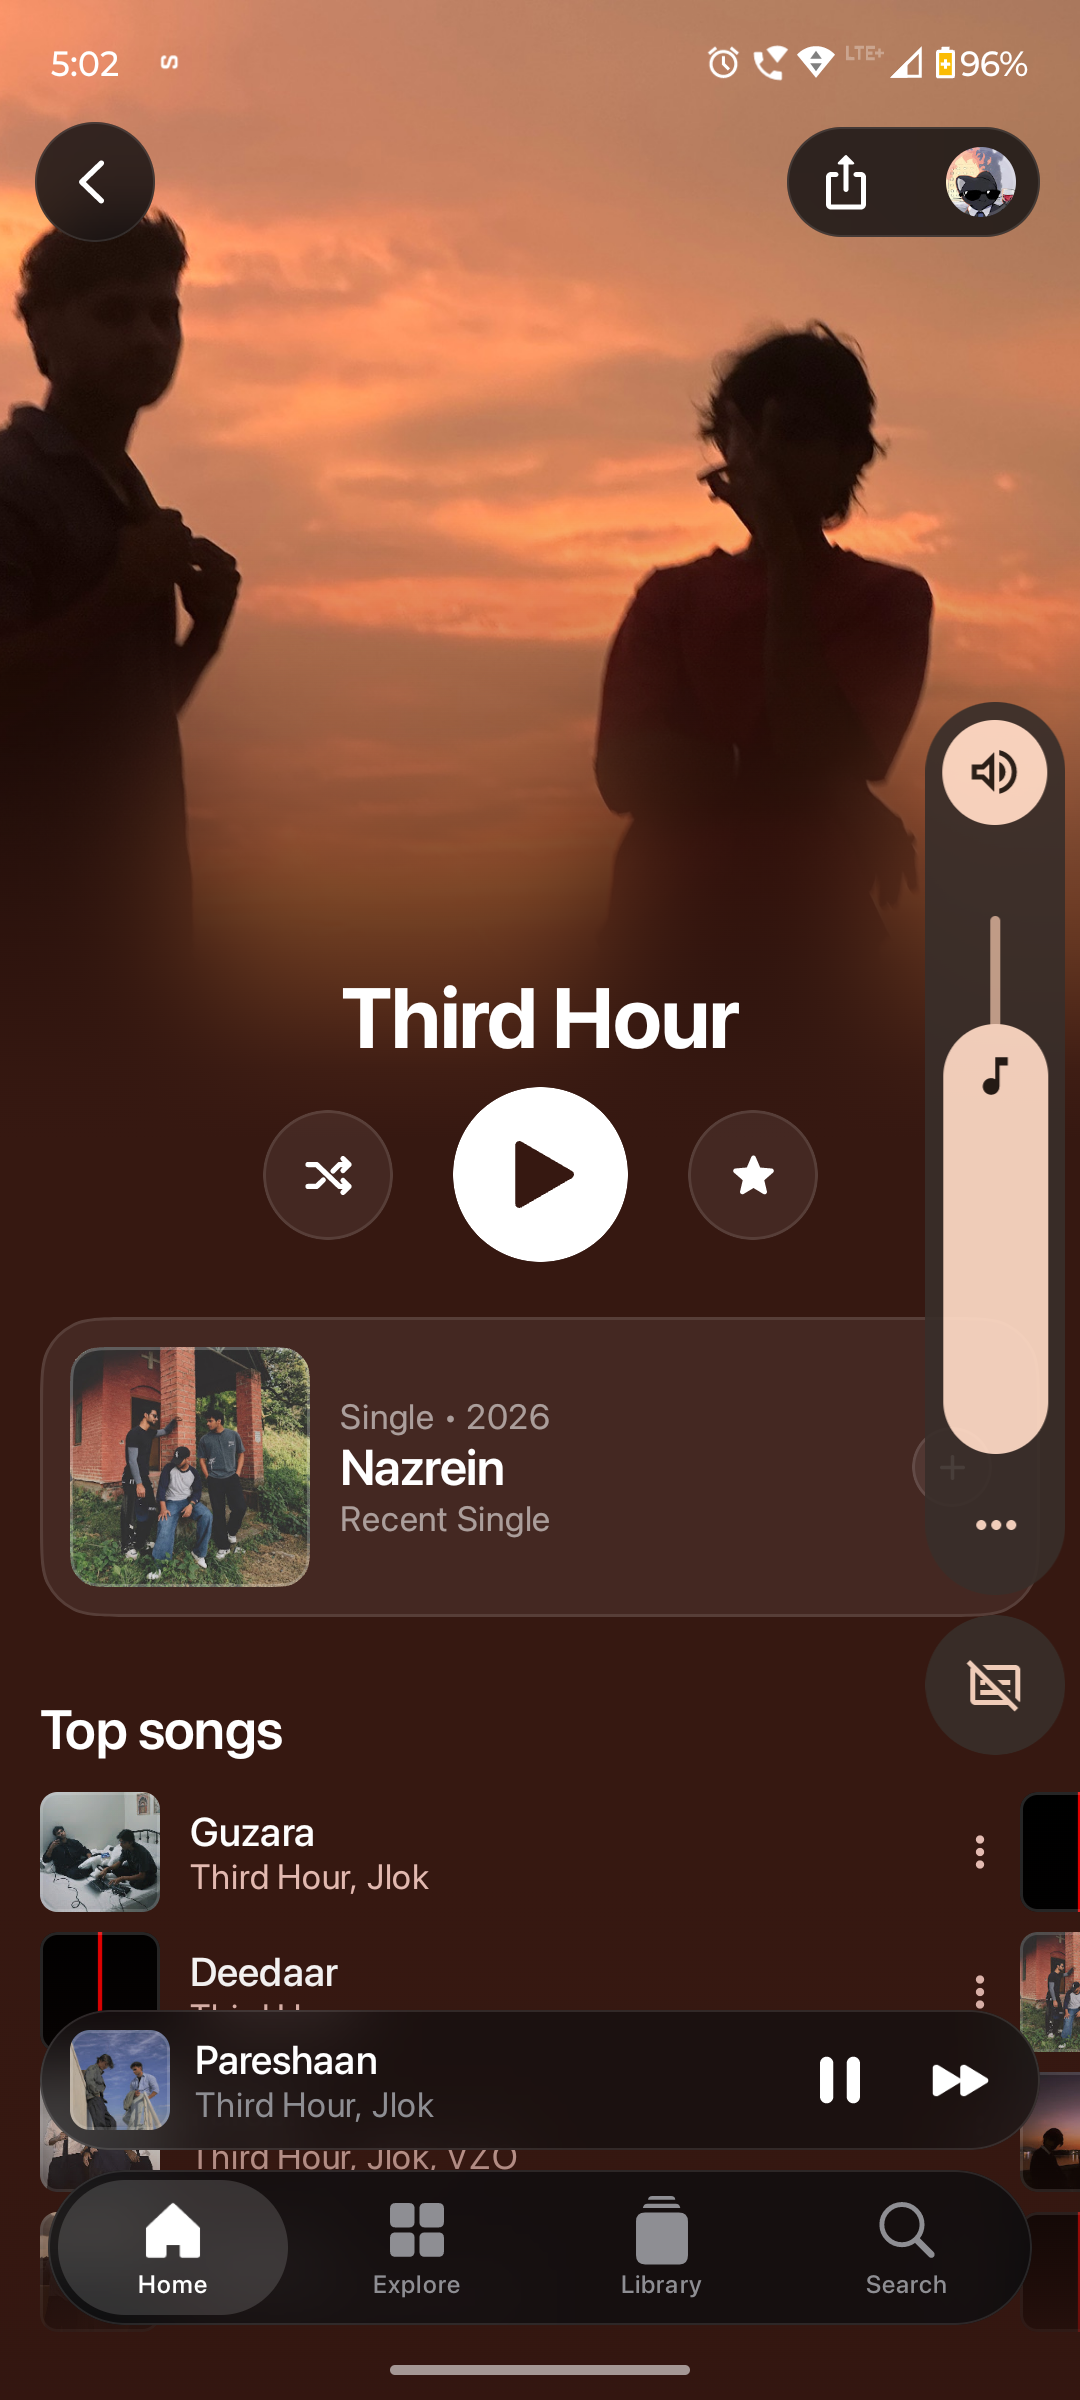 5:02
LTE+
96%
Third Hour
Single • 2026
Nazrein
Recent Single
Top songs
Guzara
Third Hour, Jlok
Deedaar
Pareshaan
Third Hour, Jlok
Third Hour, Jlok, VZO
Home
Explore
Library
Search